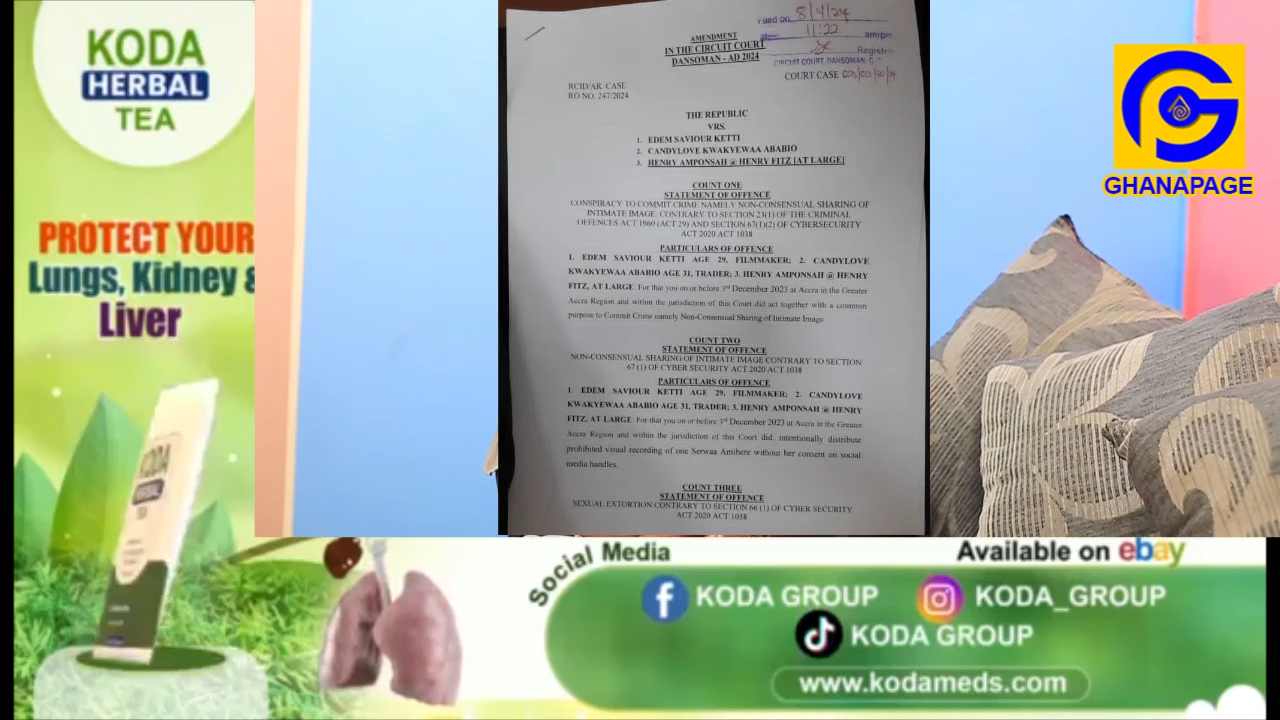 KODA
HERBAL
TEA
PROTECT YOUR
Lungs, Kidney &
Liver
KODA
HERBAL
TEA
8/4/24
11:22
am/pm
Registr
CIRCUIT COURT, DANSOMAN
AMENDMENT
IN THE CIRCUIT COURT
DANSOMAN - AD 2024
COURT CASE
RCID/AR. CASE.
RO NO. 247/2024
THE REPUBLIC
VRS.
1. EDEM SAVIOUR KETTI
2. CANDYLOVE KWAKYEWAA ABABIO
3. HENRY AMPONSAH @ HENRY FITZ [AT LARGE]
COUNT ONE
STATEMENT OF OFFENCE
CONSPIRACY TO COMMIT CRIME NAMELY NON-CONSENSUAL SHARING OF
INTIMATE IMAGE. CONTRARY TO SECTION 23(1) OF THE CRIMINAL
OFFENCES ACT 1960 (ACT 29) AND SECTION 67(1)(2) OF CYBERSECURITY
ACT 2020 ACT 1038
PARTICULARS OF OFFENCE
1. EDEM SAVIOUR KETTI AGE 29, FILMMAKER; 2. CANDYLOVE
KWAKYEWAA ABABIO AGE 31, TRADER; 3. HENRY AMPONSAH @ HENRY
FITZ, AT LARGE. For that you on or before 3rd December 2023 at Accra in the Greater
Accra Region and within the jurisdiction of this Court did act together with a common
purpose to Commit Crime namely Non-Consensual Sharing of Intimate Image
COUNT TWO
STATEMENT OF OFFENCE
NON-CONSENSUAL SHARING OF INTIMATE IMAGE CONTRARY TO SECTION
67 (1) OF CYBER SECURITY ACT 2020 ACT 1038
PARTICULARS OF OFFENCE
1. EDEM SAVIOUR KETTI AGE 29, FILMMAKER; 2. CANDYLOVE
KWAKYEWAA ABABIO AGE 31, TRADER; 3. HENRY AMPONSAH @ HENRY
FITZ, AT LARGE. For that you on or before 3rd December 2023 at Accra in the Greater
Accra Region and within the jurisdiction of this Court did, intentionally distribute
prohibited visual recording of one Serwaa Amihere without her consent on social
media handles.
COUNT THREE
STATEMENT OF OFFENCE
SEXUAL EXTORTION CONTRARY TO SECTION 66 (1) OF CYBER SECURITY
ACT 2020 ACT 1038
GHANAPAGE
Social Media
Available on ebay
KODA GROUP
KODA_GROUP
KODA GROUP
www.kodameds.com